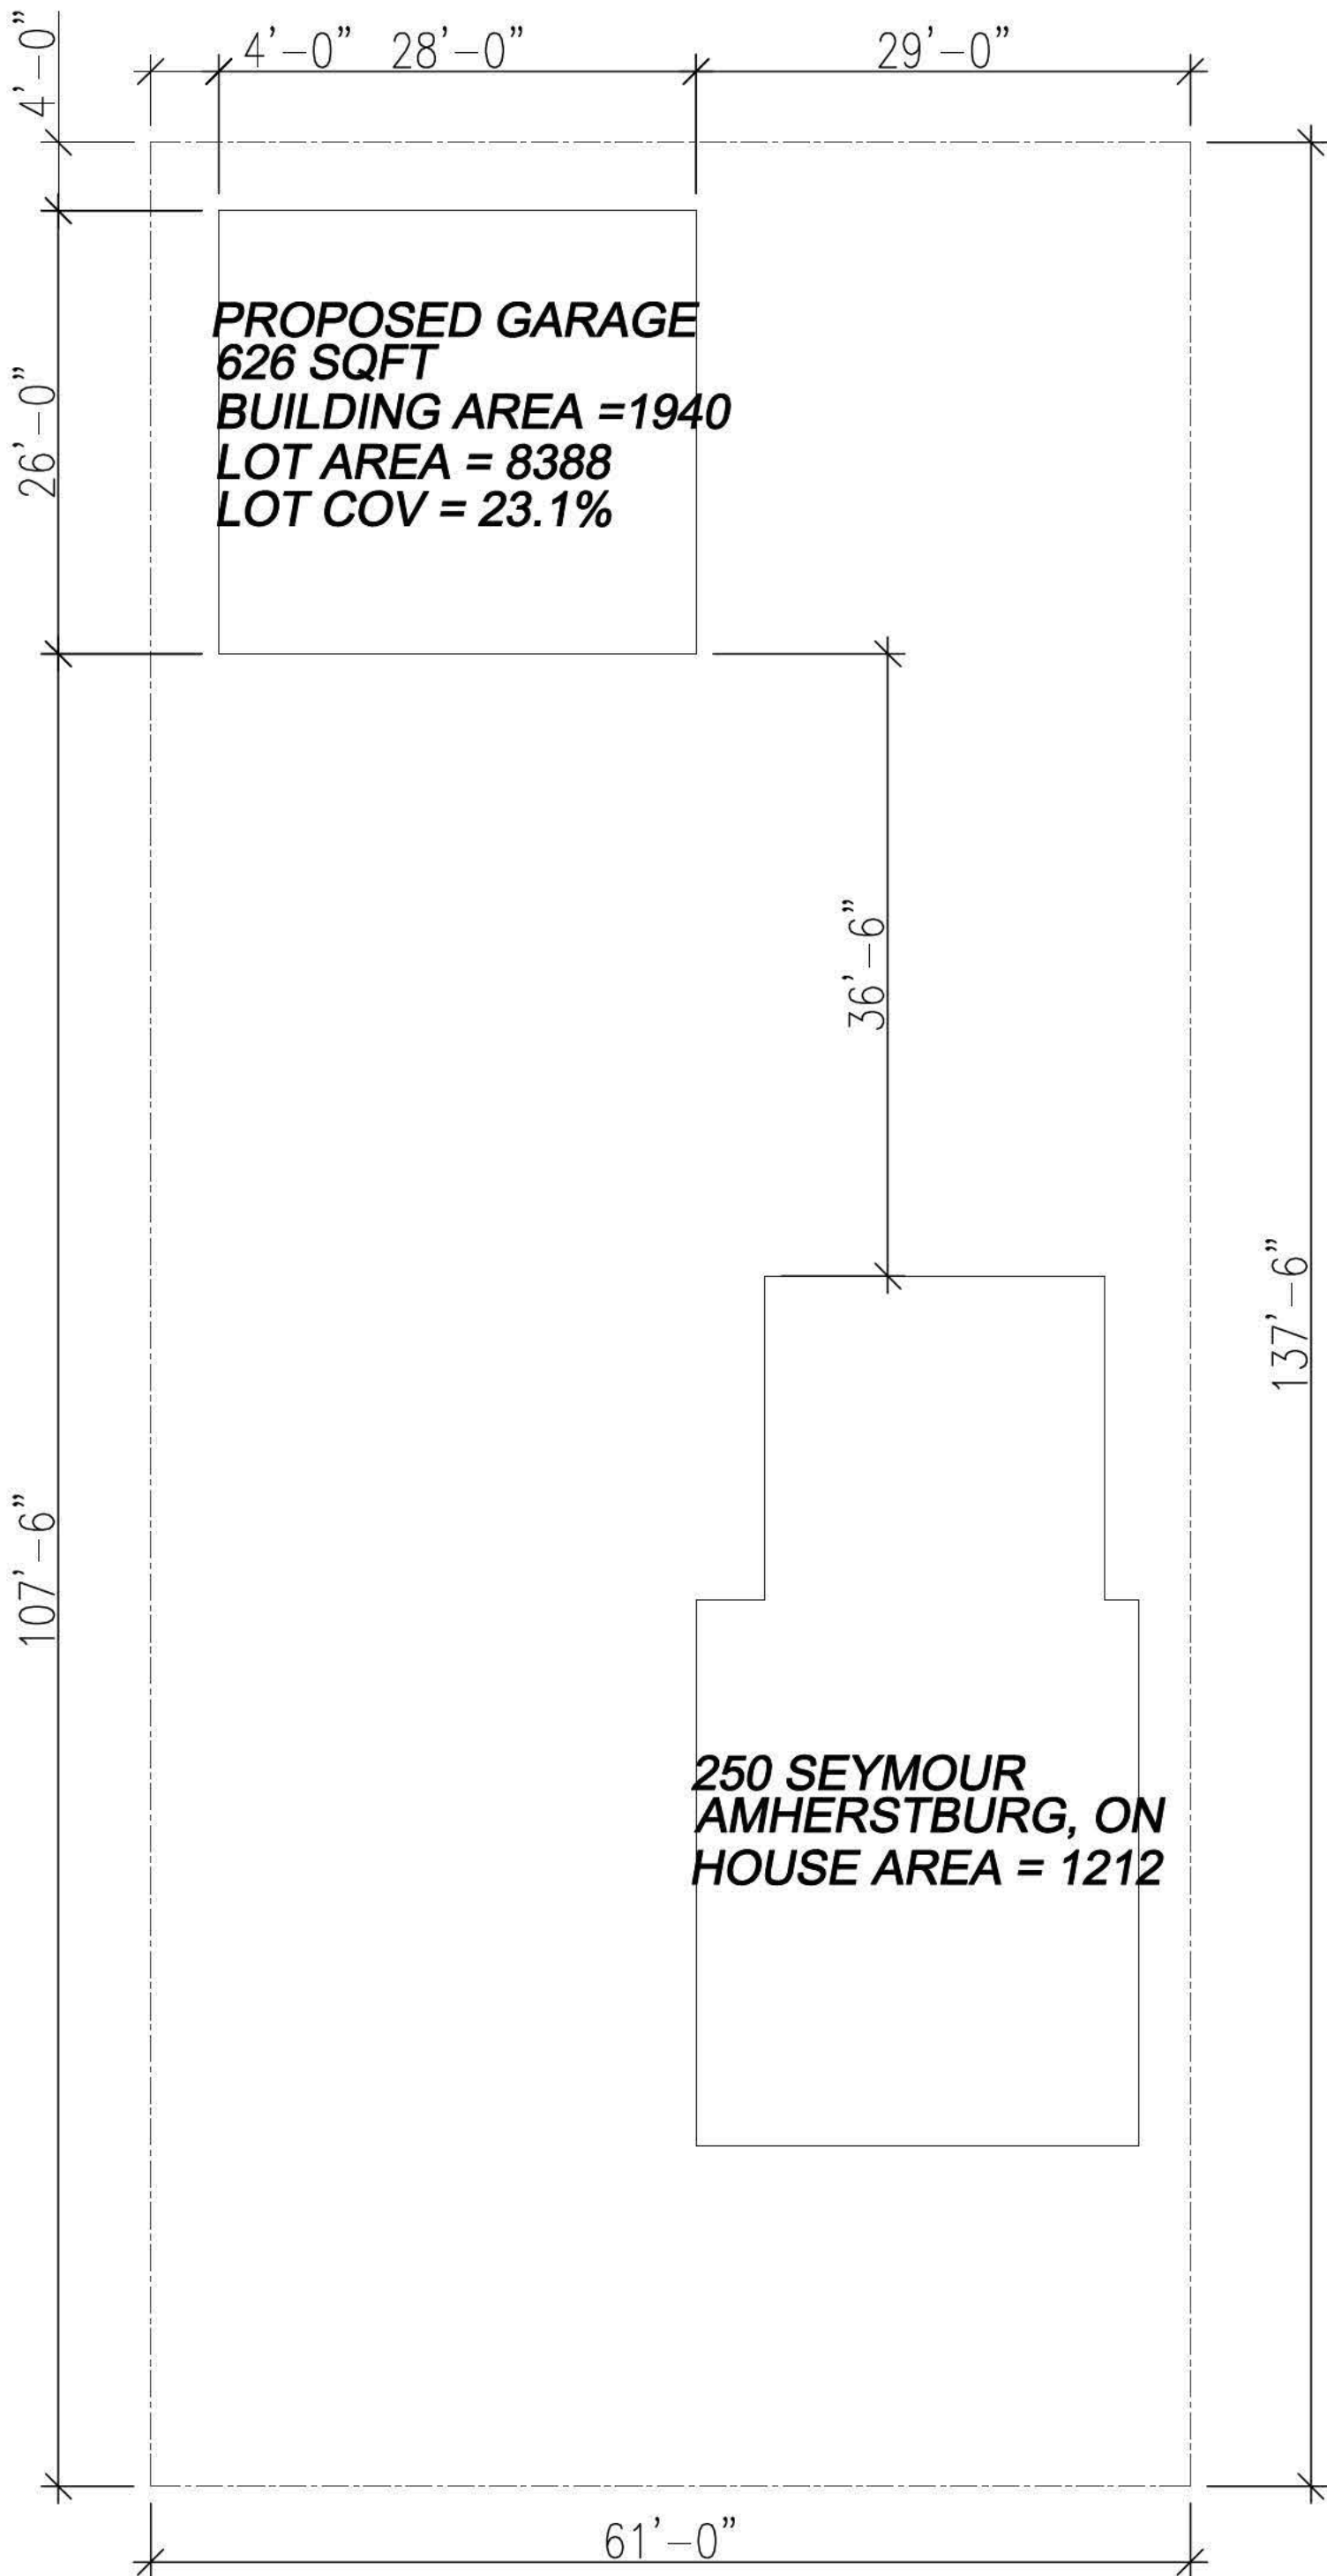 4'-0" 28'-0" 29'-0"
4'-0"
PROPOSED GARAGE
626 SQFT
BUILDING AREA =1940
LOT AREA = 8388
LOT COV = 23.1%
26'-0"
36'-6"
137'-6"
107'-6"
250 SEYMOUR
AMHERSTBURG, ON
HOUSE AREA = 1212
61'-0"